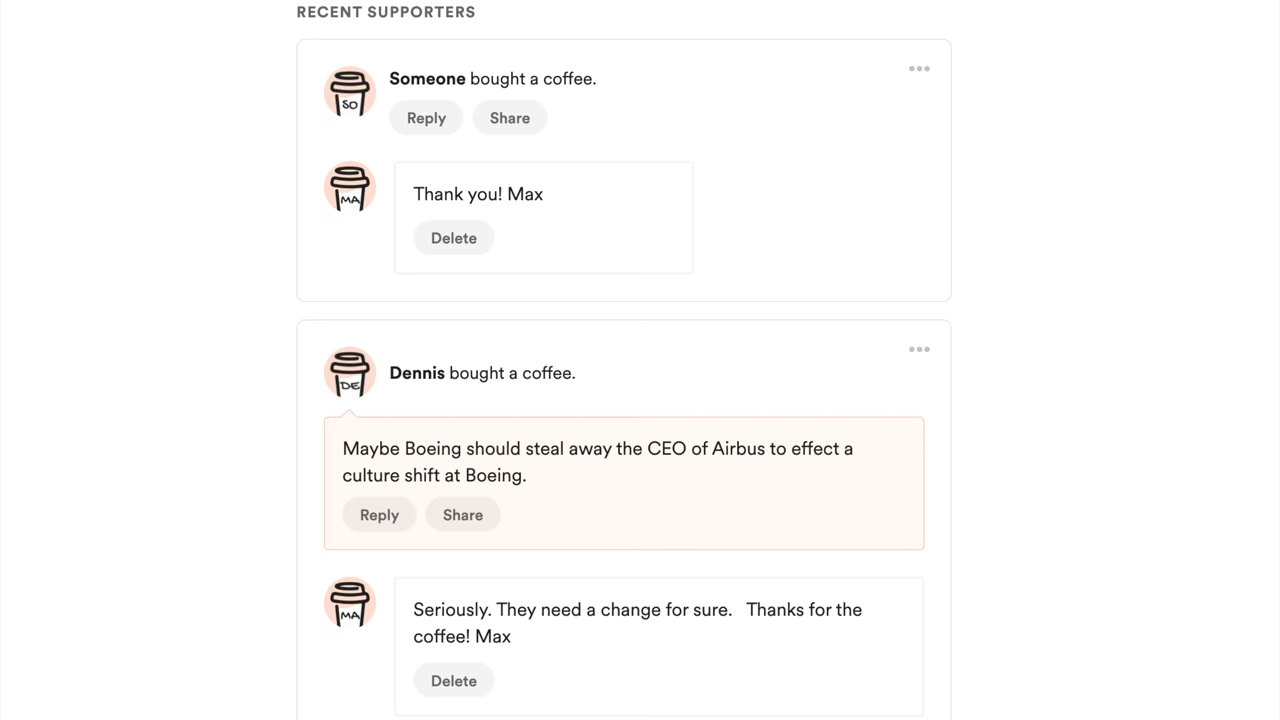 RECENT SUPPORTERS
SO
Someone bought a coffee.
Reply Share
MA
Thank you! Max
Delete
DE
Dennis bought a coffee.
Maybe Boeing should steal away the CEO of Airbus to effect a
culture shift at Boeing.
Reply Share
MA
Seriously. They need a change for sure. Thanks for the
coffee! Max
Delete